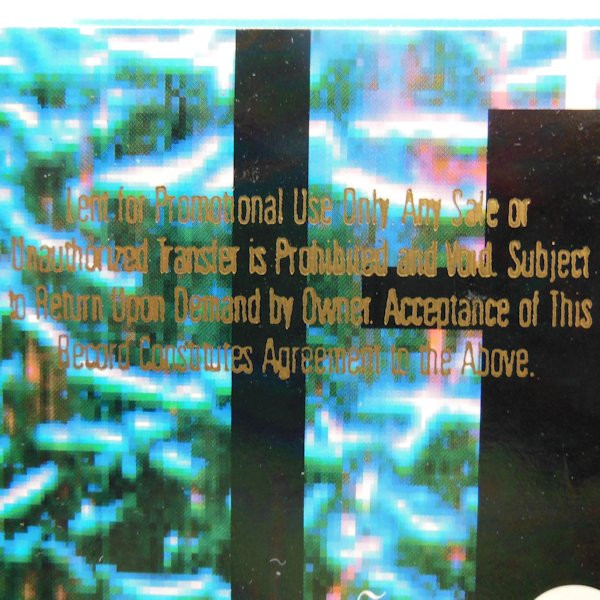 Lent for Promotional Use Only Any Sale or
Unauthorized Transfer is Prohibited and Void. Subject
to Return Upon Demand by Owner. Acceptance of This
Record Constitutes Agreement to the Above.